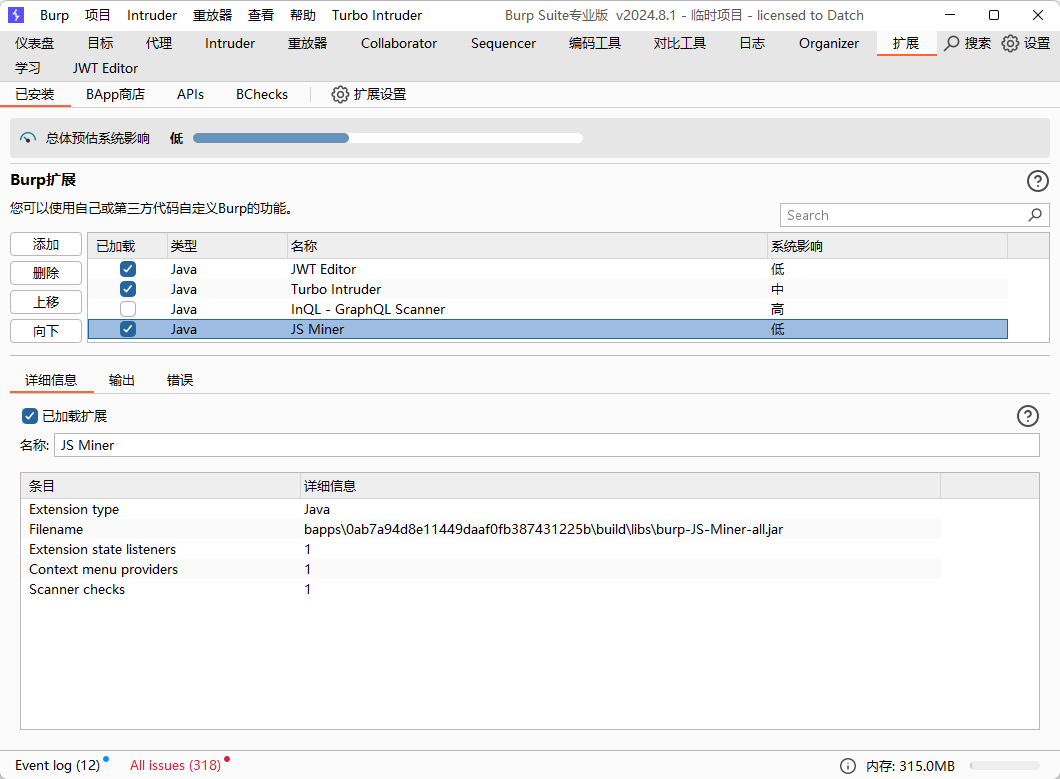 Burp 项目 Intruder 重放器 查看 帮助 Turbo Intruder Burp Suite专业版 v2024.8.1 - 临时项目 - licensed to Datch
仪表盘 目标 代理 Intruder 重放器 Collaborator Sequencer 编码工具 对比工具 日志 Organizer 扩展 搜索 设置
学习 JWT Editor
已安装 BApp商店 APIs BChecks 扩展设置
总体预估系统影响 低
Burp扩展
您可以使用自己或第三方代码自定义Burp的功能。
Search
添加 已加载 类型 名称 系统影响
Java JWT Editor 低
删除 Java Turbo Intruder 中
上移 Java InQL - GraphQL Scanner 高
向下 Java JS Miner 低
详细信息 输出 错误
已加载扩展
名称: JS Miner
条目 详细信息
Extension type Java
Filename bapps\0ab7a94d8e11449daaf0fb387431225b\build\libs\burp-JS-Miner-all.jar
Extension state listeners 1
Context menu providers 1
Scanner checks 1
Event log (12) All issues (318) 内存: 315.0MB